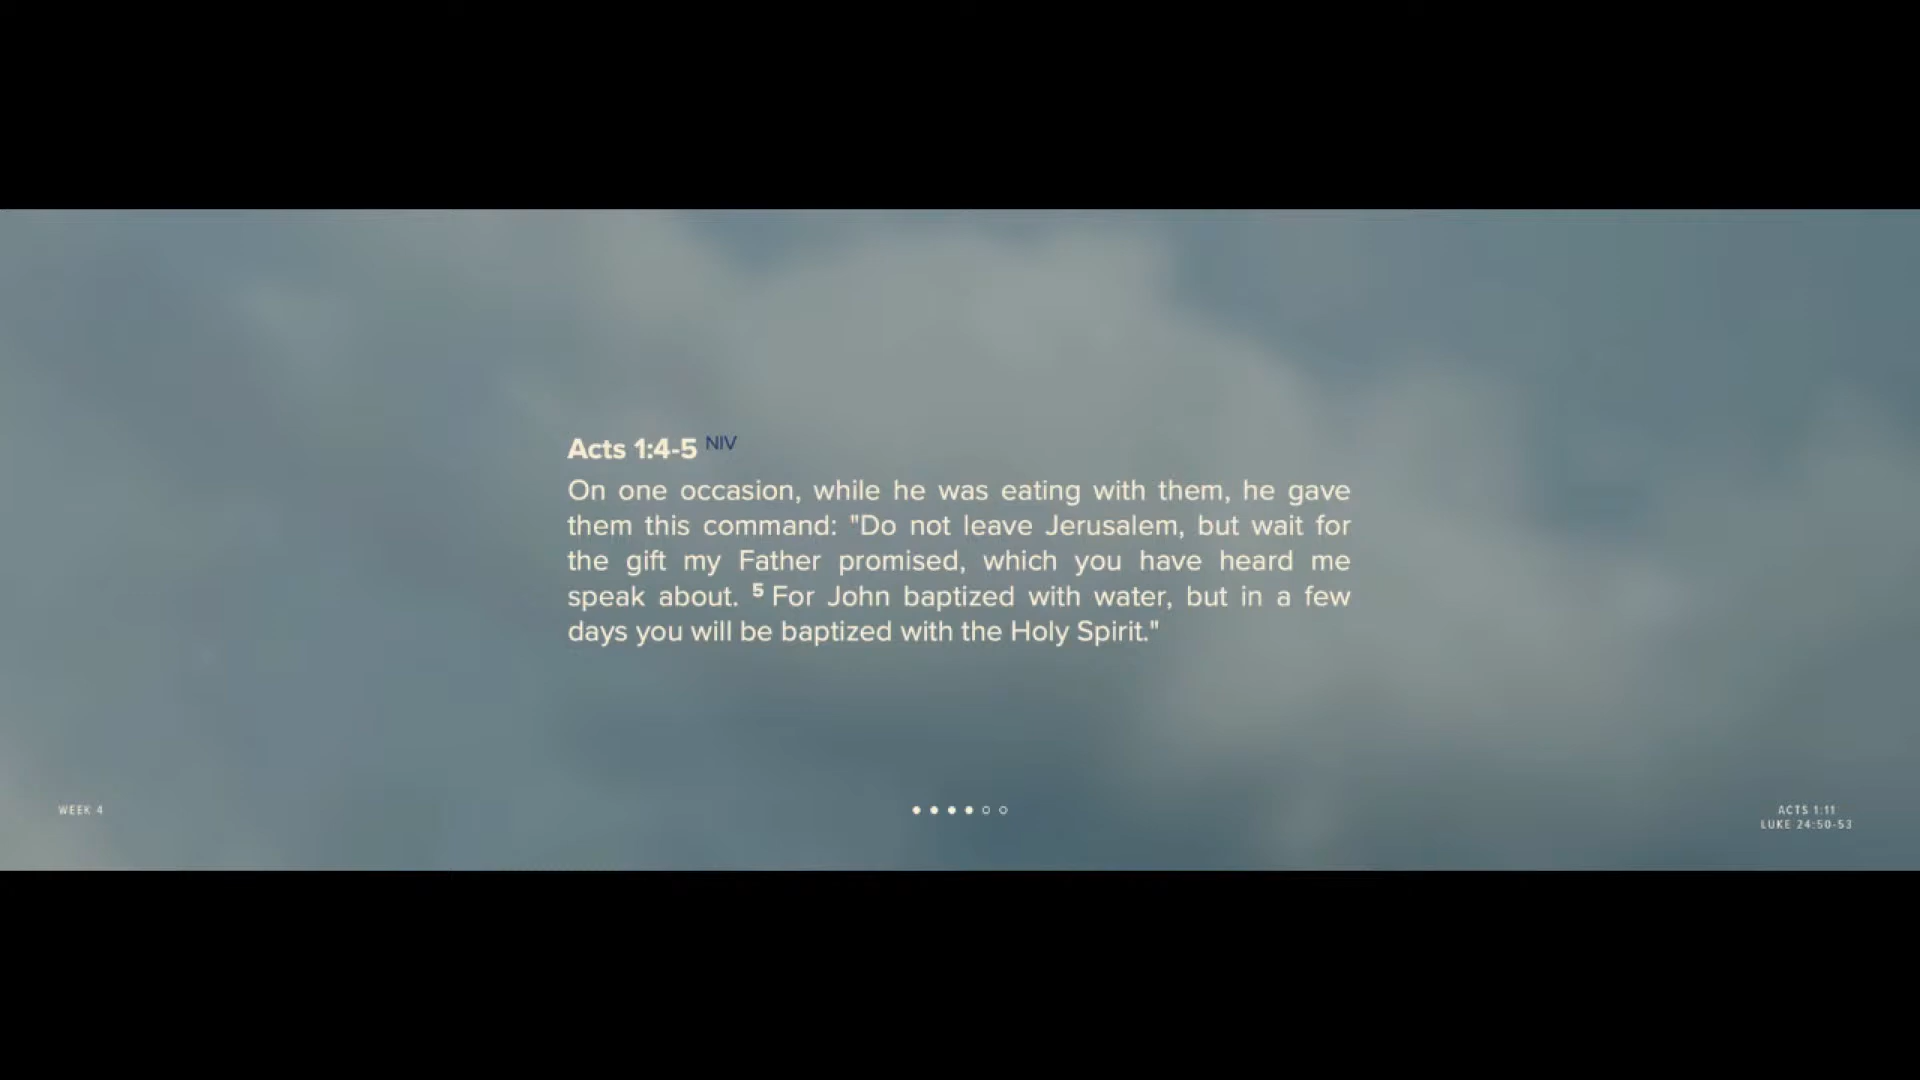 Acts 1:4-5 NIV
On one occasion, while he was eating with them, he gave
them this command: "Do not leave Jerusalem, but wait for
the gift my Father promised, which you have heard me
speak about. 5 For John baptized with water, but in a few
days you will be baptized with the Holy Spirit."
WEEK 4
ACTS 1:11
LUKE 24:50-53